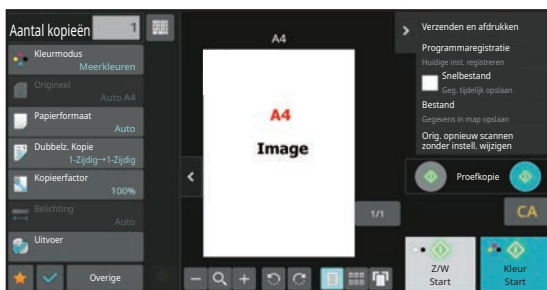 Aantal kopieën 1
Kleurmodus
Meerkleuren
Origineel
Auto A4
Papierformaat
Auto
Dubbelz. Kopie
1-Zijdig→1-Zijdig
Kopieerfactor
100%
Belichting
Auto
Uitvoer
Overige
A4
A4
Image
1/1
Verzenden en afdrukken
Programmaregistratie
Huidige inst. registreren
Snelbestand
Geg. tijdelijk opslaan
Bestand
Gegevens in map opslaan
Orig. opnieuw scannen
zonder instell. wijzigen
Proefkopie
CA
Z/W
Start
Kleur
Start